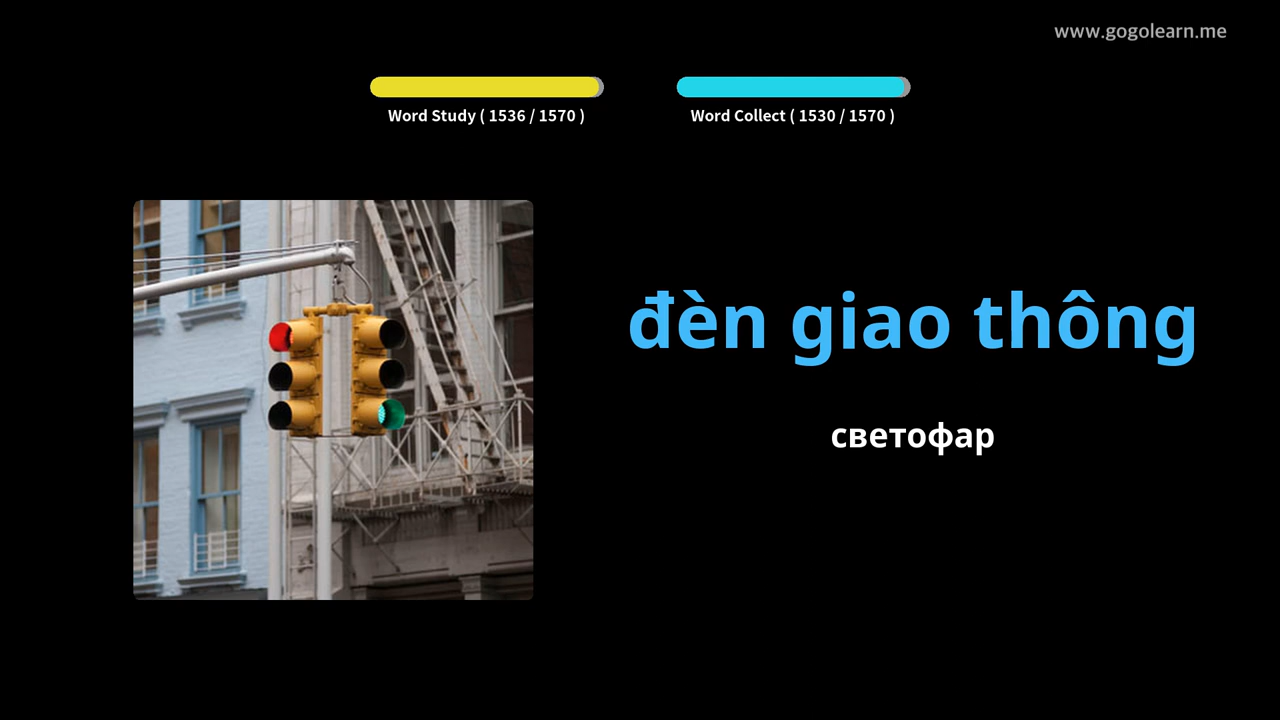 www.gogolearn.me
Word Study ( 1536 / 1570 )
Word Collect ( 1530 / 1570 )
đèn giao thông
светофар